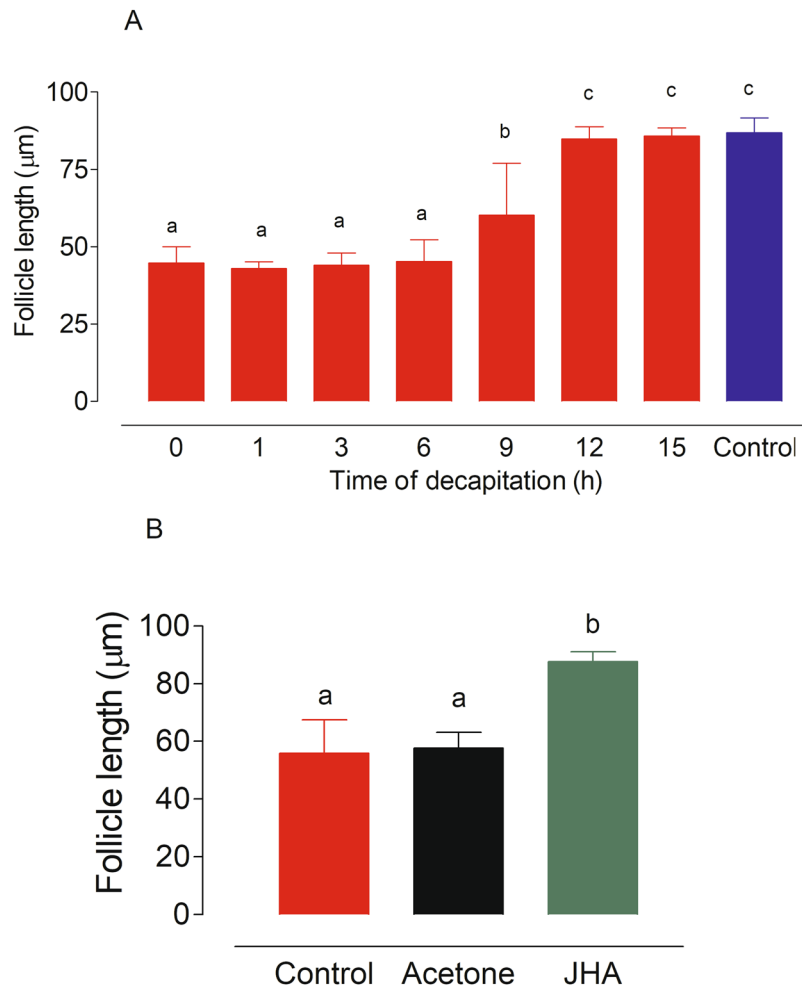 A
Follicle length (μm)
100
75
50
25
0
a
a
a
a
b
c
c
c
0 1 3 6 9 12 15 Control
Time of decapitation (h)
B
Follicle length (μm)
100
80
60
40
20
0
a
a
b
Control Acetone JHA